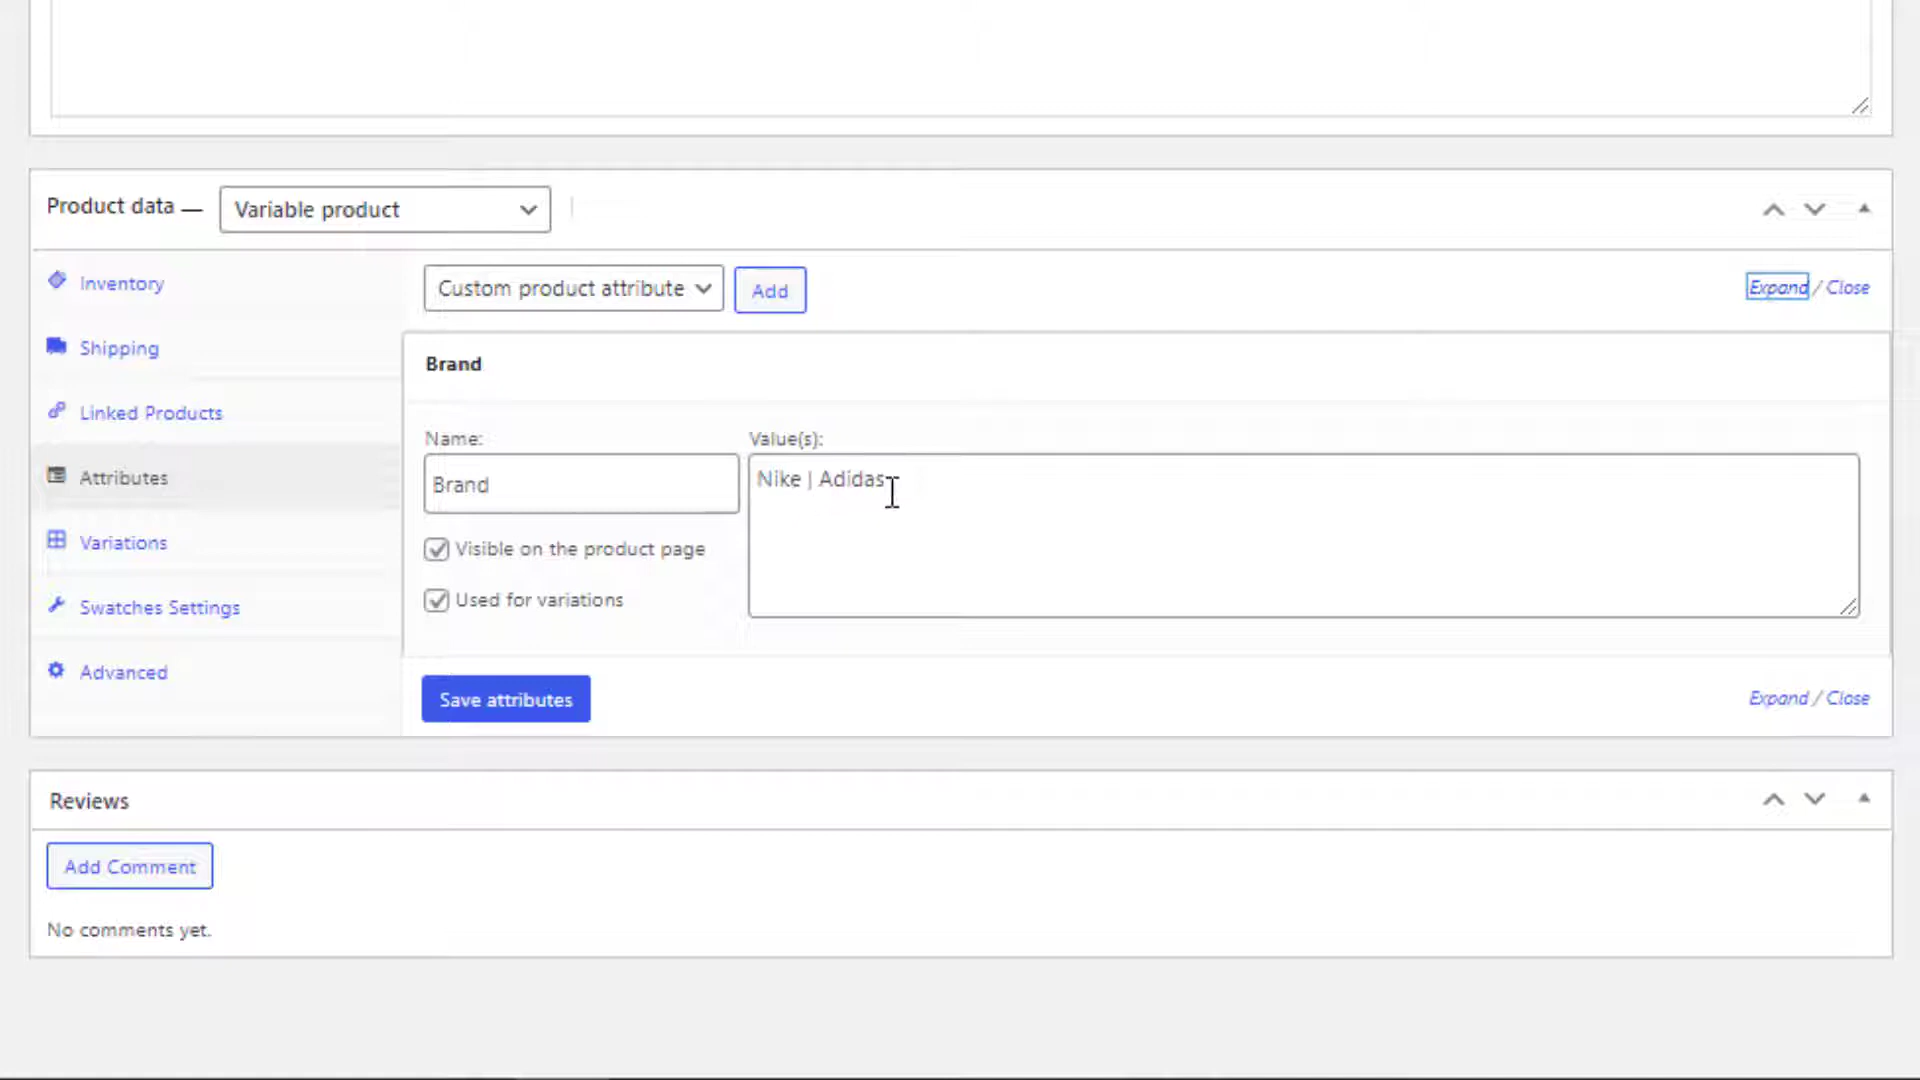 Product data — Variable product
Inventory
Shipping
Linked Products
Attributes
Variations
Swatches Settings
Advanced
Custom product attribute Add Expand / Close
Brand
Name: Value(s):
Brand Nike | Adidas
Visible on the product page
Used for variations
Save attributes Expand / Close
Reviews
Add Comment
No comments yet.